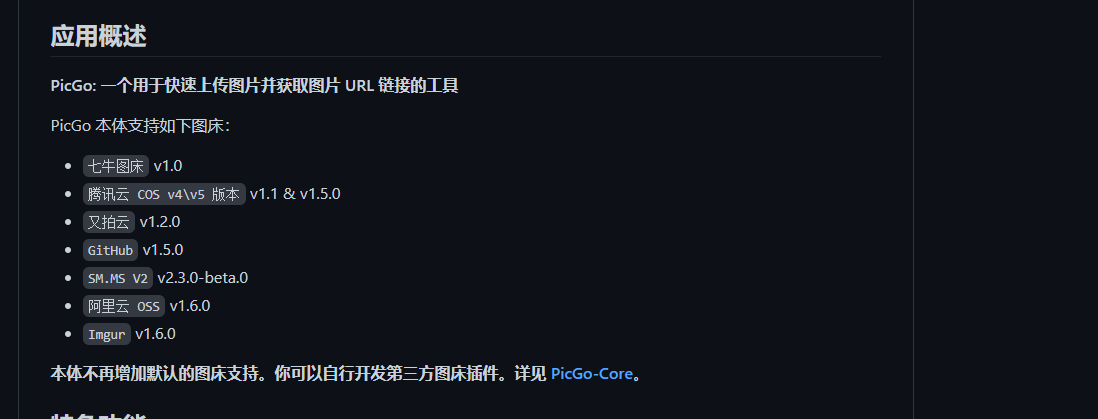 应用概述
PicGo: 一个用于快速上传图片并获取图片 URL 链接的工具
PicGo 本体支持如下图床：
七牛图床 v1.0
腾讯云 COS v4\v5 版本 v1.1 & v1.5.0
又拍云 v1.2.0
GitHub v1.5.0
SM.MS V2 v2.3.0-beta.0
阿里云 OSS v1.6.0
Imgur v1.6.0
本体不再增加默认的图床支持。你可以自行开发第三方图床插件。详见 PicGo-Core。